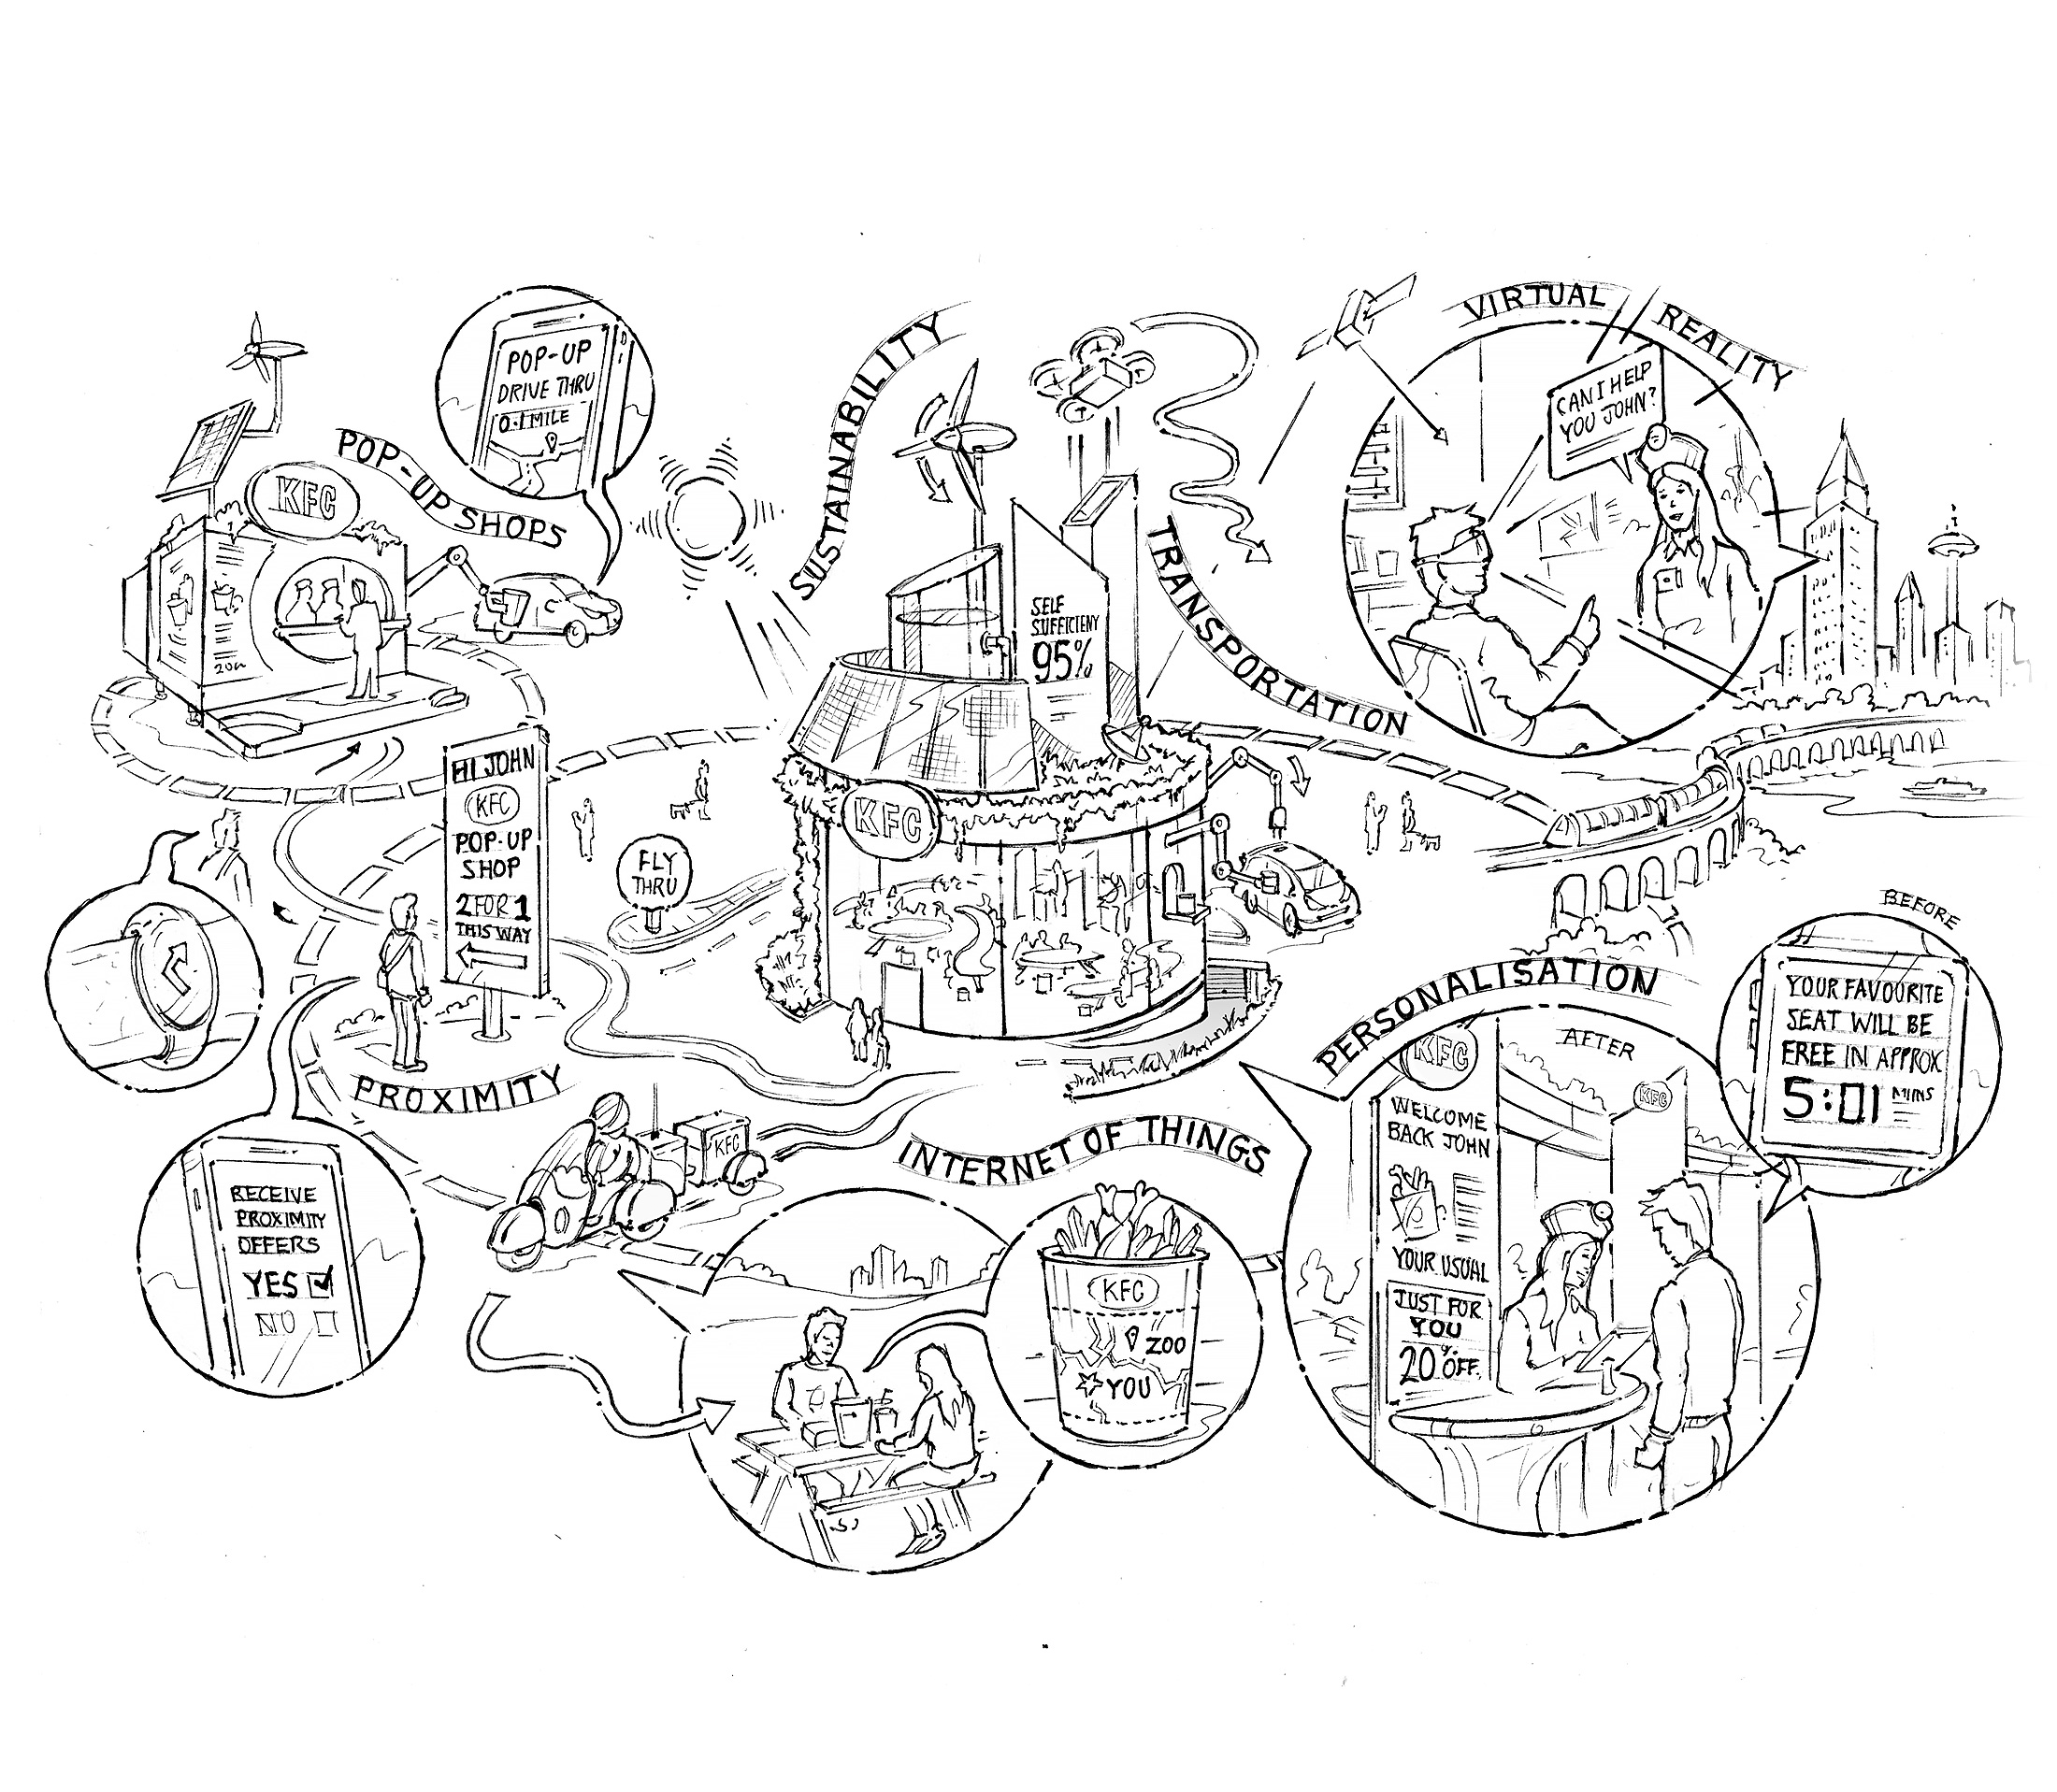 POP-UP SHOPS
KFC
POP-UP
DRIVE THRU
0.1 MILE
SUSTAINABILITY
SELF
SUFFICIENY
95%
KFC
TRANSPORTATION
VIRTUAL
REALITY
CAN I HELP
YOU JOHN?
HI JOHN
KFC
POP-UP
SHOP
2 FOR 1
THIS WAY
FLY
THRU
PROXIMITY
RECEIVE
PROXIMITY
OFFERS
YES
NO
KFC
INTERNET OF THINGS
KFC
ZOO
YOU
PERSONALISATION
BEFORE
YOUR FAVOURITE
SEAT WILL BE
FREE IN APPROX
5:01 MINS
AFTER
KFC
KFC
WELCOME
BACK JOHN
YOUR USUAL
JUST FOR
YOU
20% OFF.